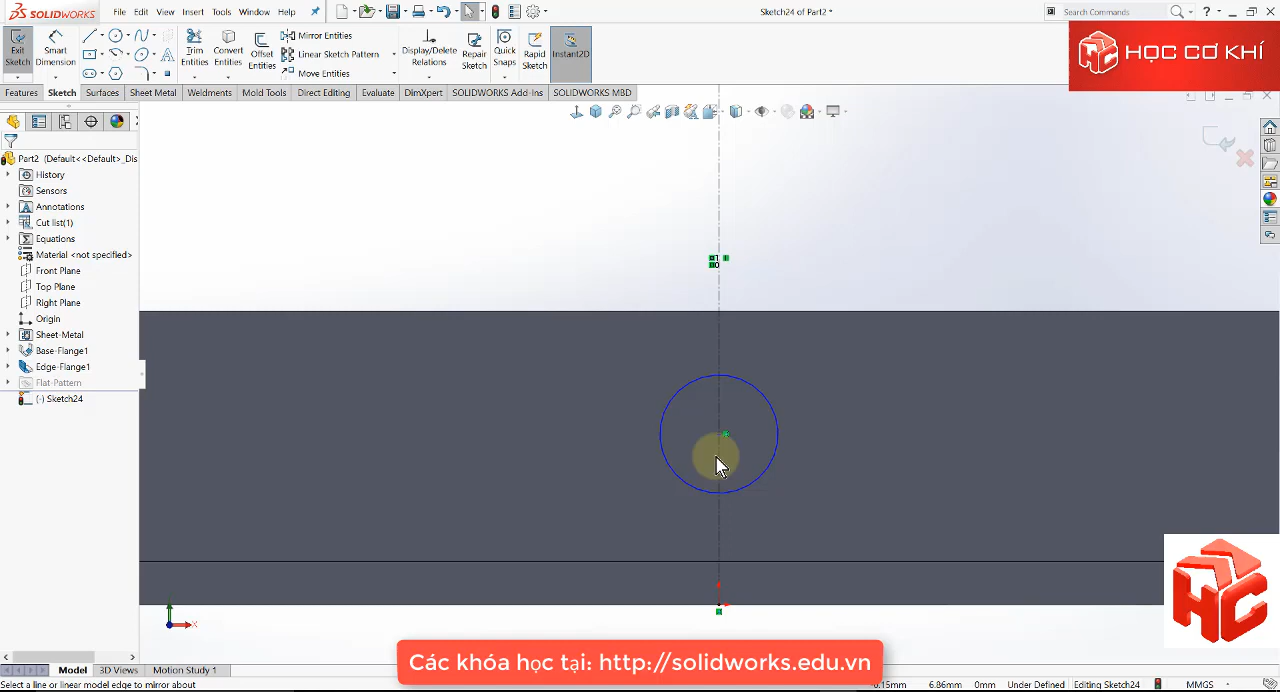 SOLIDWORKS
File Edit View Insert Tools Window Help
Sketch24 of Part2 *
Search Commands
Exit Sketch
Smart Dimension
Trim Entities
Convert Entities
Offset Entities
Mirror Entities
Linear Sketch Pattern
Move Entities
Display/Delete Relations
Repair Sketch
Quick Snaps
Rapid Sketch
Instant2D
HỌC CƠ KHÍ
Features Sketch Surfaces Sheet Metal Weldments Mold Tools Direct Editing Evaluate DimXpert SOLIDWORKS Add-Ins SOLIDWORKS MBD
Part2 (Default<<Default>_Dis
History
Sensors
Annotations
Cut list(1)
Equations
Material <not specified>
Front Plane
Top Plane
Right Plane
Origin
Sheet-Metal
Base-Flange1
Edge-Flange1
Flat-Pattern
(-) Sketch24
X
HC
Các khóa học tại: http://solidworks.edu.vn
Model 3D Views Motion Study 1
Select a line or linear model edge to mirror about
6.86mm 0mm Under Defined Editing Sketch24 MMGS